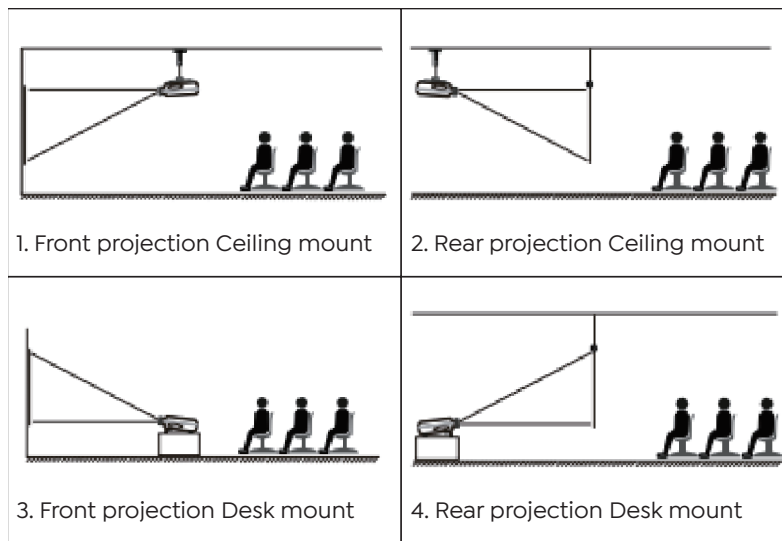 1. Front projection Ceiling mount
2. Rear projection Ceiling mount
3. Front projection Desk mount
4. Rear projection Desk mount